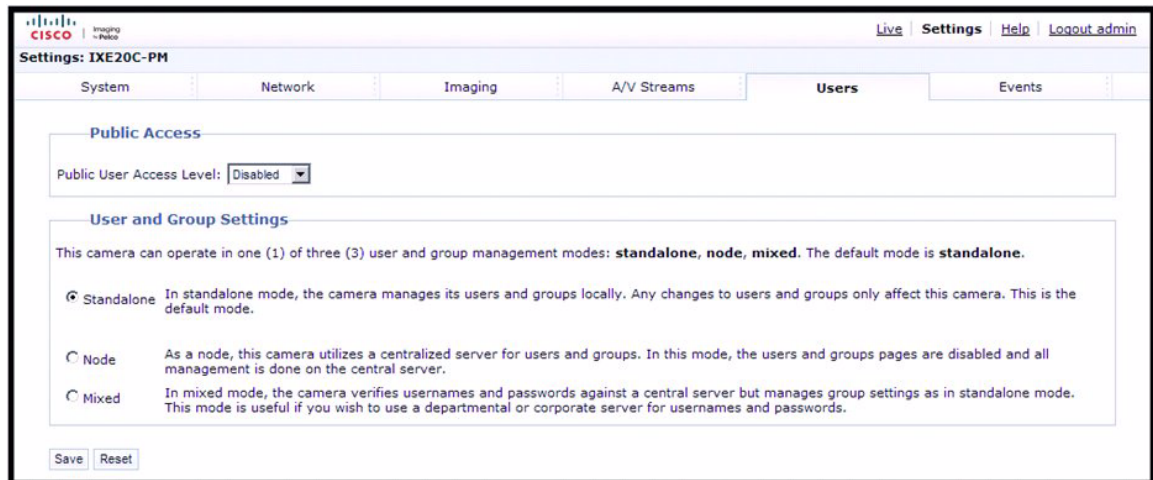 CISCO
Imaging
by Pelco
Live Settings Help Logout admin
Settings: IXE20C-PM
System Network Imaging A/V Streams Users Events
Public Access
Public User Access Level: Disabled
User and Group Settings
This camera can operate in one (1) of three (3) user and group management modes: standalone, node, mixed. The default mode is standalone.
Standalone In standalone mode, the camera manages its users and groups locally. Any changes to users and groups only affect this camera. This is the
default mode.
Node As a node, this camera utilizes a centralized server for users and groups. In this mode, the users and groups pages are disabled and all
management is done on the central server.
Mixed In mixed mode, the camera verifies usernames and passwords against a central server but manages group settings as in standalone mode.
This mode is useful if you wish to use a departmental or corporate server for usernames and passwords.
Save Reset